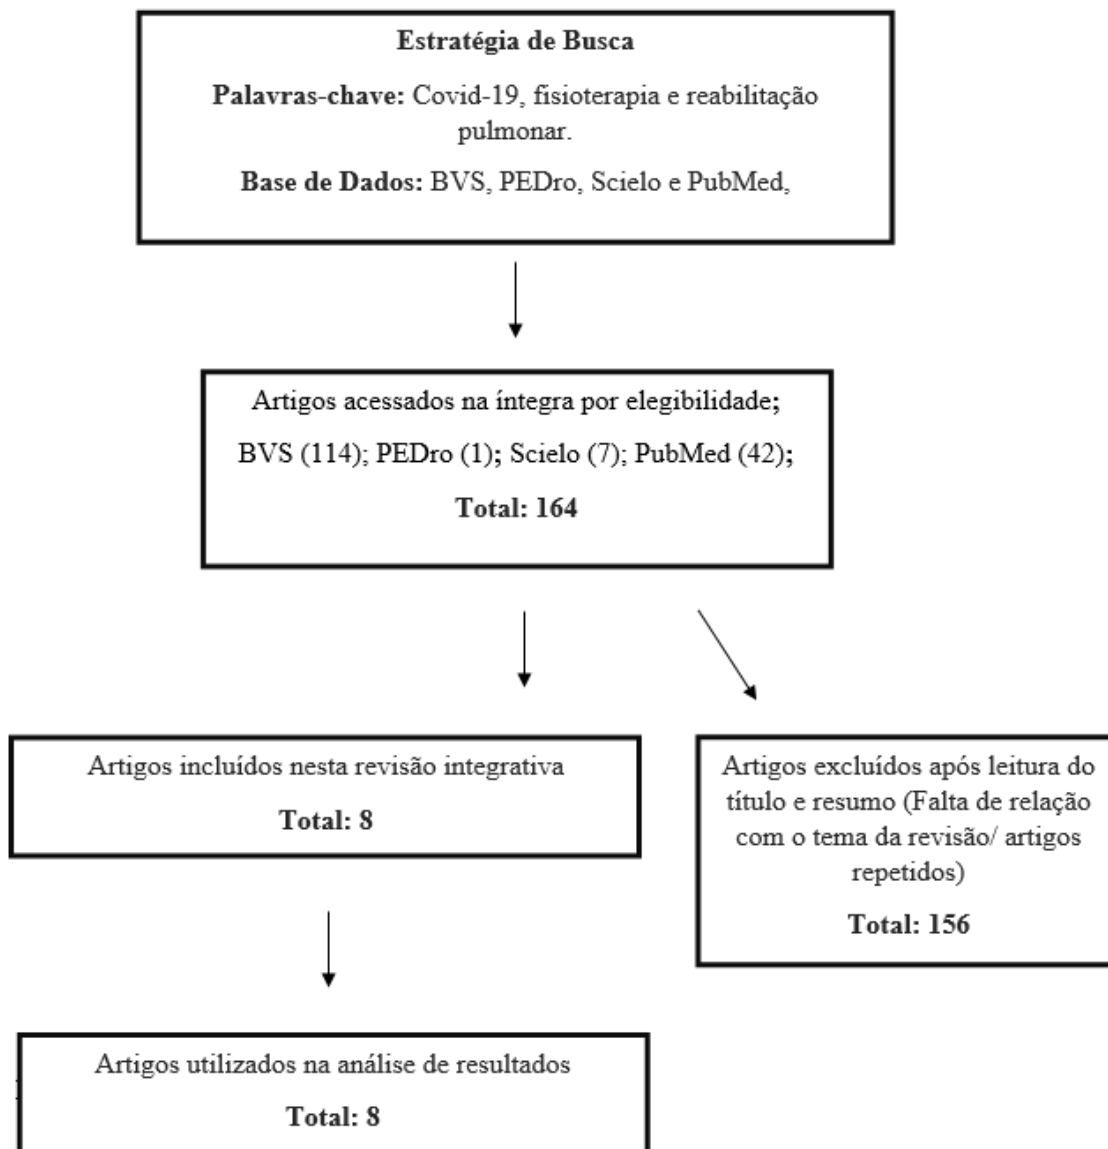 Estratégia de Busca
Palavras-chave: Covid-19, fisioterapia e reabilitação
pulmonar.
Base de Dados: BVS, PEDro, Scielo e PubMed,
Artigos acessados na íntegra por elegibilidade;
BVS (114); PEDro (1); Scielo (7); PubMed (42);
Total: 164
Artigos incluídos nesta revisão integrativa
Total: 8
Artigos excluídos após leitura do
título e resumo (Falta de relação
com o tema da revisão/ artigos
repetidos)
Total: 156
Artigos utilizados na análise de resultados
Total: 8